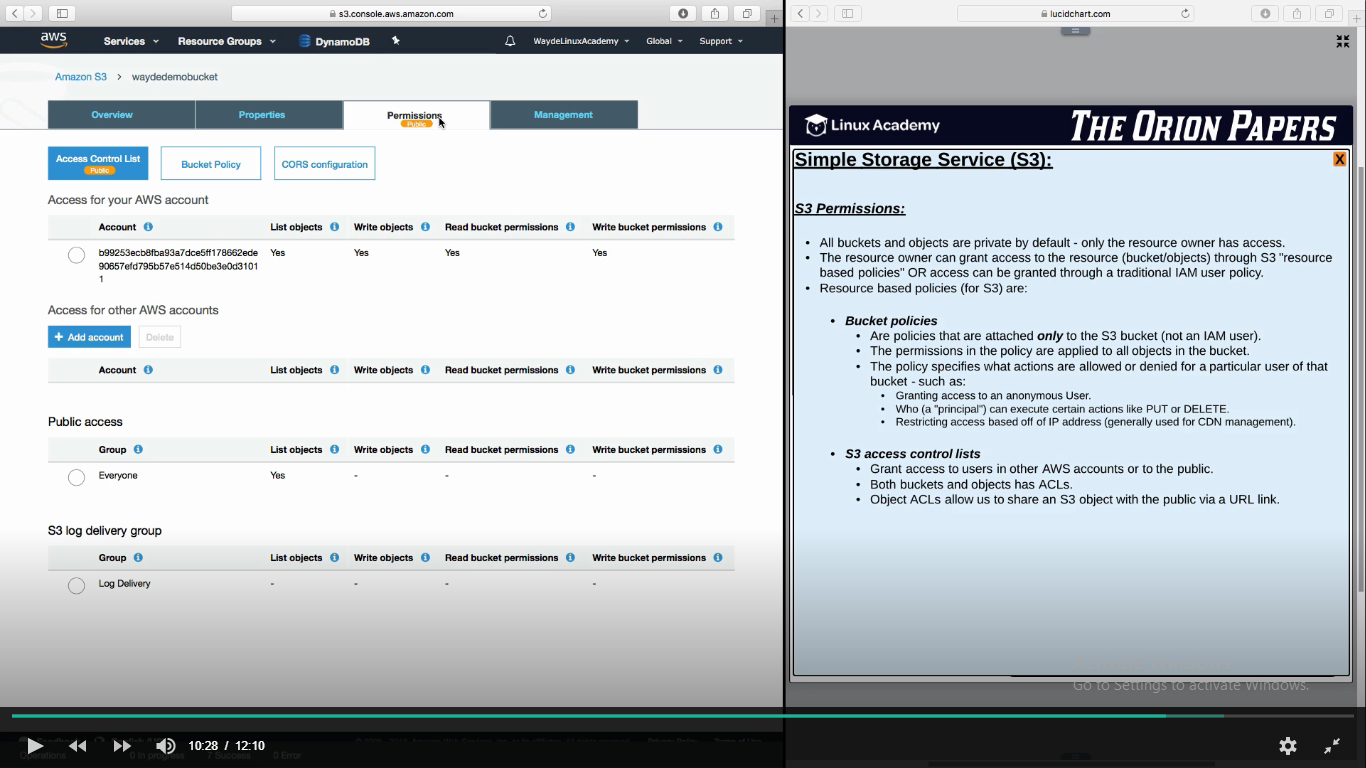 s3.console.aws.amazon.com
aws Services Resource Groups DynamoDB WaydeLinuxAcademy Global Support
Amazon S3 > waydedemobucket
Overview Properties Permissions Management
Public
Access Control List Bucket Policy CORS configuration
Public
Access for your AWS account
Account List objects Write objects Read bucket permissions Write bucket permissions
b99253ecb8fba93a7dce5ff178662ede Yes Yes Yes Yes
90657efd795b57e514d50be3e0d3101
1
Access for other AWS accounts
+ Add account Delete
Account List objects Write objects Read bucket permissions Write bucket permissions
Public access
Group List objects Write objects Read bucket permissions Write bucket permissions
Everyone Yes - - -
S3 log delivery group
Group List objects Write objects Read bucket permissions Write bucket permissions
Log Delivery - - - -
Operations 0 In progress 7 Success 0 Error
10:28 / 12:10
lucidchart.com
Linux Academy THE ORION PAPERS
Simple Storage Service (S3): X
S3 Permissions:
• All buckets and objects are private by default - only the resource owner has access.
• The resource owner can grant access to the resource (bucket/objects) through S3 "resource
based policies" OR access can be granted through a traditional IAM user policy.
• Resource based policies (for S3) are:
• Bucket policies
• Are policies that are attached only to the S3 bucket (not an IAM user).
• The permissions in the policy are applied to all objects in the bucket.
• The policy specifies what actions are allowed or denied for a particular user of that
bucket - such as:
• Granting access to an anonymous User.
• Who (a "principal") can execute certain actions like PUT or DELETE.
• Restricting access based off of IP address (generally used for CDN management).
• S3 access control lists
• Grant access to users in other AWS accounts or to the public.
• Both buckets and objects has ACLs.
• Object ACLs allow us to share an S3 object with the public via a URL link.
Go to Settings to activate Windows.